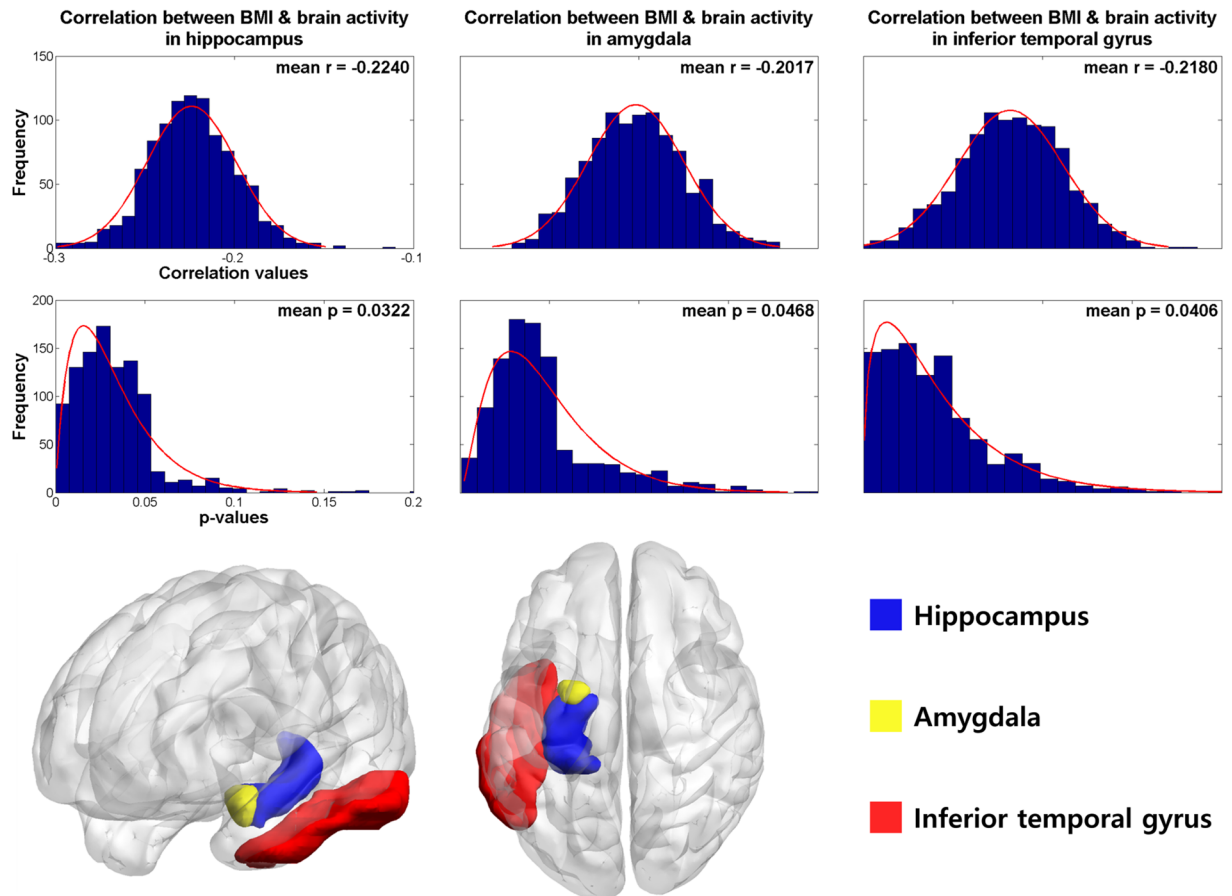 Correlation between BMI & brain activity
in hippocampus
Correlation between BMI & brain activity
in amygdala
Correlation between BMI & brain activity
in inferior temporal gyrus
150
100
50
0
Frequency
mean r = -0.2240
-0.3
-0.2
-0.1
Correlation values
mean r = -0.2017
mean r = -0.2180
200
150
100
50
0
Frequency
mean p = 0.0322
0
0.05
0.1
0.15
0.2
p-values
mean p = 0.0468
mean p = 0.0406
Hippocampus
Amygdala
Inferior temporal gyrus